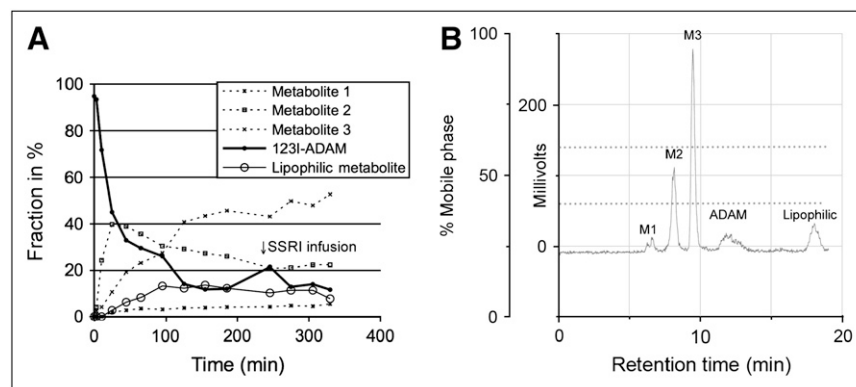 A
Fraction in %
100
80
60
40
20
0
Metabolite 1
Metabolite 2
Metabolite 3
123I-ADAM
Lipophilic metabolite
↓SSRI infusion
0 100 200 300 400
Time (min)
B
% Mobile phase
100
50
0
Millivolts
200
0
M1
M2
M3
ADAM
Lipophilic
0 10 20
Retention time (min)